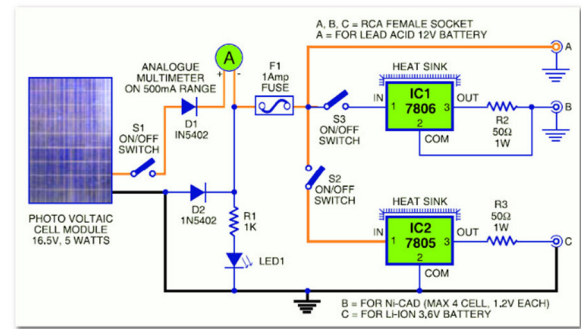 A, B, C = RCA FEMALE SOCKET
A = FOR LEAD ACID 12V BATTERY
A
ANALOGUE
MULTIMETER
ON 500mA RANGE
+ -
F1
1Amp
FUSE
A
HEAT SINK
IC1
7806
IN 1
3 OUT
2
COM
B
R2
50Ω
1W
S3
ON/OFF
SWITCH
D1
IN5402
S1
ON/OFF
SWITCH
S2
ON/OFF
SWITCH
D2
1N5402
R1
1K
LED1
HEAT SINK
IC2
7805
IN 1
3 OUT
2
COM
R3
50Ω
1W
C
PHOTO VOLTAIC
CELL MODULE
16.5V, 5 WATTS
B = FOR Ni-CAD (MAX 4 CELL, 1.2V EACH)
C = FOR Li-ION 3,6V BATTERY